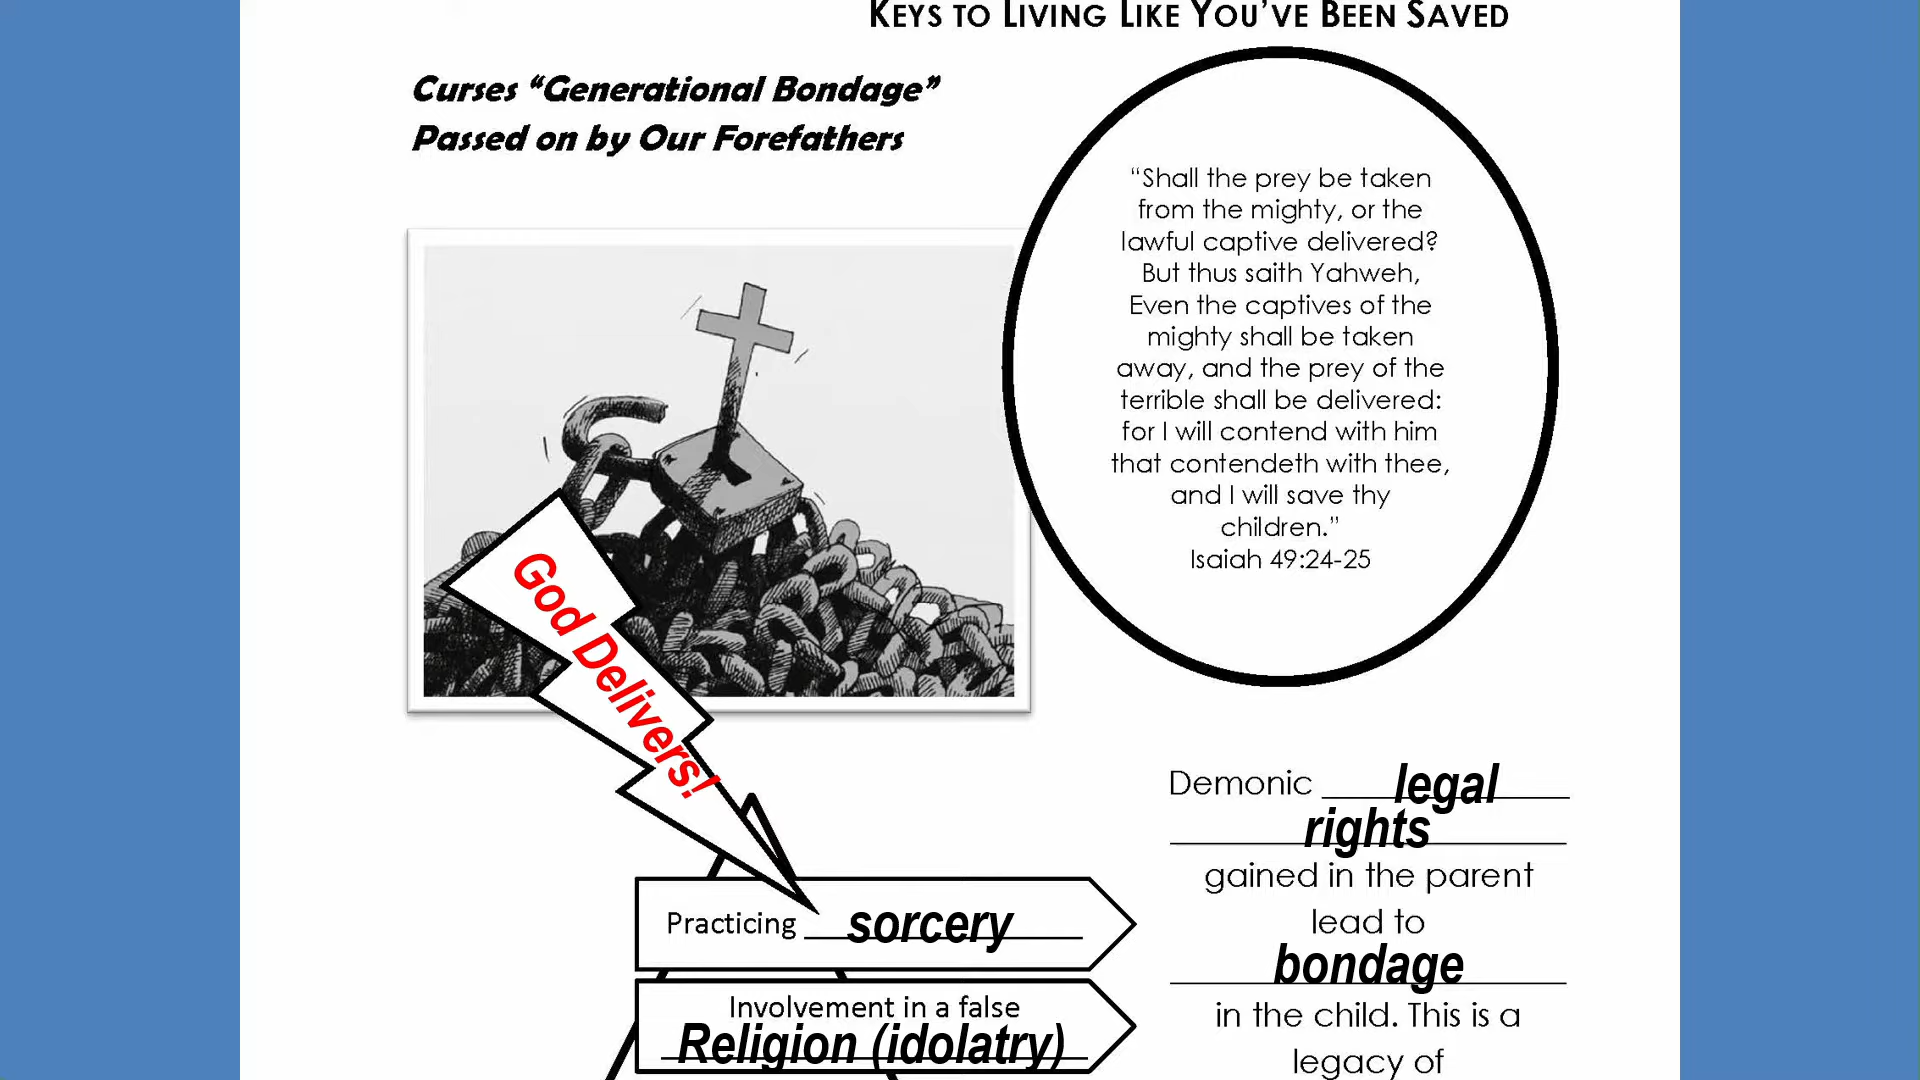 KEYS TO LIVING LIKE YOU'VE BEEN SAVED
Curses “Generational Bondage”
Passed on by Our Forefathers
“Shall the prey be taken
from the mighty, or the
lawful captive delivered?
But thus saith Yahweh,
Even the captives of the
mighty shall be taken
away, and the prey of the
terrible shall be delivered:
for I will contend with him
that contendeth with thee,
and I will save thy
children.”
Isaiah 49:24-25
God Delivers!
Practicing sorcery
Involvement in a false
Religion (idolatry)
Demonic legal
rights
gained in the parent
lead to
bondage
in the child. This is a
legacy of